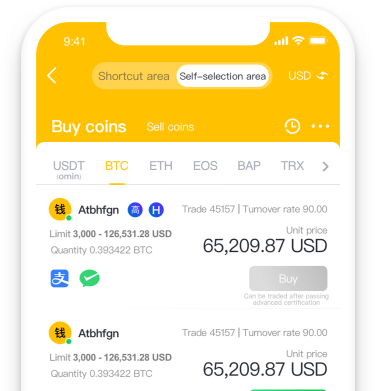 9:41
Shortcut area Self-selection area USD
Buy coins Sell coins
USDT BTC ETH EOS BAP TRX
(omin)
钱 Atbhfgn 高 H Trade 45157 | Turnover rate 90.00
Limit 3,000 - 126,531.28 USD Unit price
Quantity 0.393422 BTC 65,209.87 USD
支 Buy
Can be traded after passing
advanced certification
钱 Atbhfgn Trade 45157 | Turnover rate 90.00
Limit 3,000 - 126,531.28 USD Unit price
Quantity 0.393422 BTC 65,209.87 USD